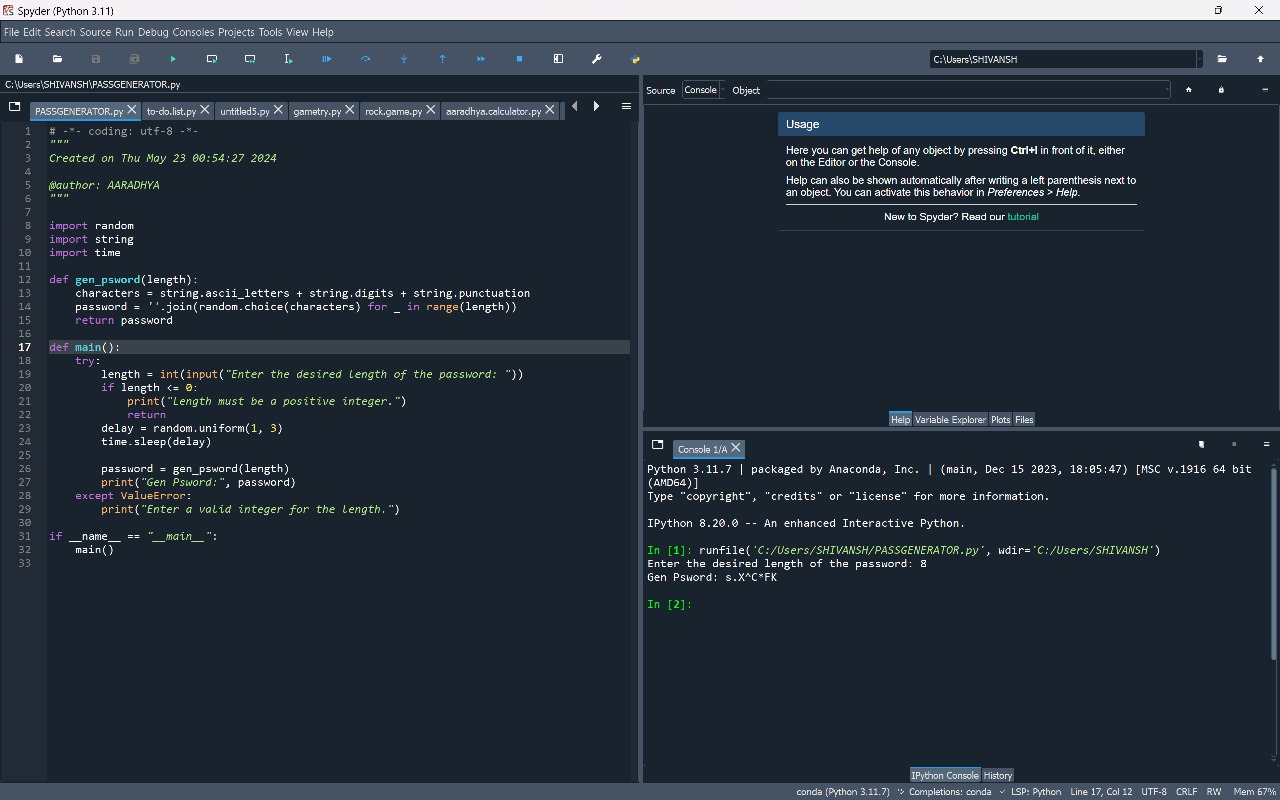 Spyder (Python 3.11)
File Edit Search Source Run Debug Consoles Projects Tools View Help
C:\Users\SHIVANSH
C:\Users\SHIVANSH\PASSGENERATOR.py
PASSGENERATOR.py to-do.list.py untitled5.py gametry.py rock.game.py aaradhya.calculator.py
1 # -*- coding: utf-8 -*-
2 """
3 Created on Thu May 23 00:54:27 2024
4
5 @author: AARADHYA
6 """
7
8 import random
9 import string
10 import time
11
12 def gen_psword(length):
13     characters = string.ascii_letters + string.digits + string.punctuation
14     password = ''.join(random.choice(characters) for _ in range(length))
15     return password
16
17 def main():
18     try:
19         length = int(input("Enter the desired length of the password: "))
20         if length <= 0:
21             print("Length must be a positive integer.")
22             return
23         delay = random.uniform(1, 3)
24         time.sleep(delay)
25
26         password = gen_psword(length)
27         print("Gen Psword:", password)
28     except ValueError:
29         print("Enter a valid integer for the length.")
30
31 if __name__ == "__main__":
32     main()
33
Source Console Object
Usage
Here you can get help of any object by pressing Ctrl+I in front of it, either
on the Editor or the Console.
Help can also be shown automatically after writing a left parenthesis next to
an object. You can activate this behavior in Preferences > Help.
New to Spyder? Read our tutorial
Help Variable Explorer Plots Files
Console 1/A
Python 3.11.7 | packaged by Anaconda, Inc. | (main, Dec 15 2023, 18:05:47) [MSC v.1916 64 bit
(AMD64)]
Type "copyright", "credits" or "license" for more information.
IPython 8.20.0 -- An enhanced Interactive Python.
In [1]: runfile('C:/Users/SHIVANSH/PASSGENERATOR.py', wdir='C:/Users/SHIVANSH')
Enter the desired length of the password: 8
Gen Psword: s.X^C*FK
In [2]:
IPython Console History
conda (Python 3.11.7) Completions: conda LSP: Python Line 17, Col 12 UTF-8 CRLF RW Mem 67%